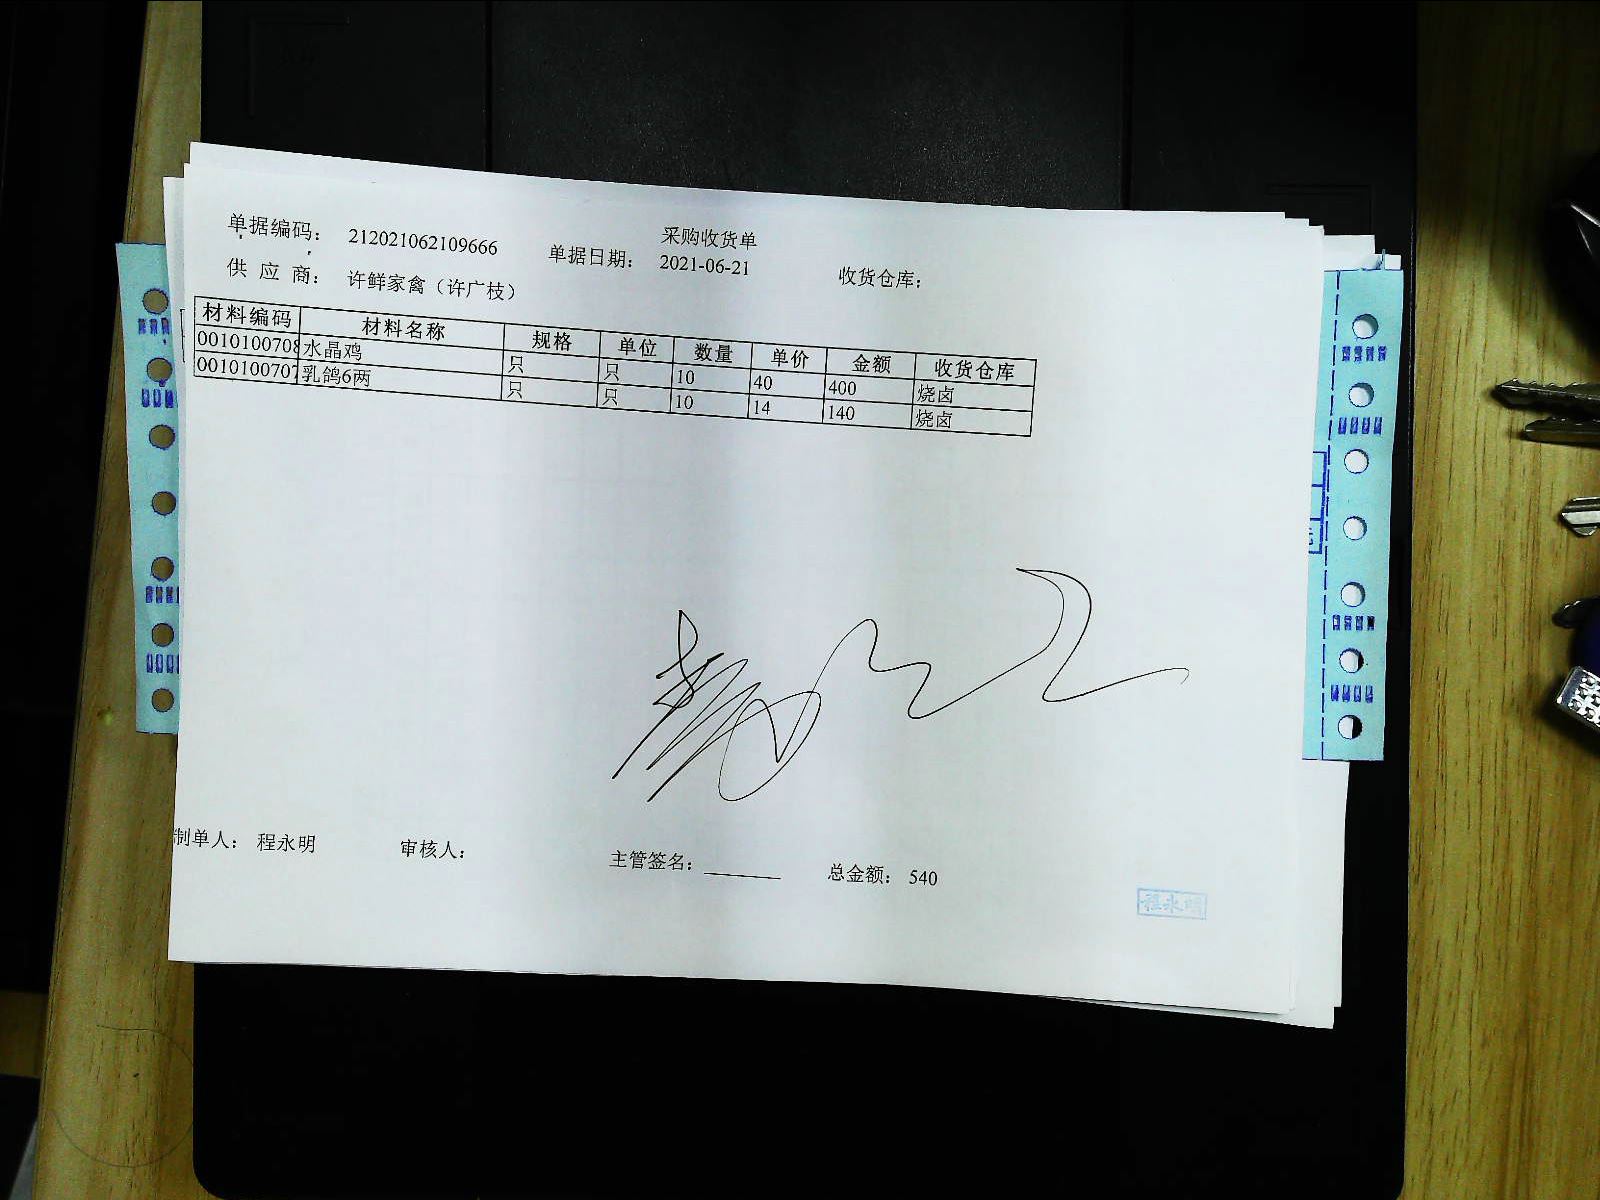 采购收货单
单据编码： 212021062109666 单据日期： 2021-06-21 收货仓库：
供 应 商： 许鲜家禽（许广枝）
材料编码 材料名称 规格 单位 数量 单价 金额 收货仓库
0010100708 水晶鸡 只 只 10 40 400 烧卤
0010100707 乳鸽6两 只 只 10 14 140 烧卤
制单人： 程永明 审核人： 主管签名： 总金额： 540
程永明